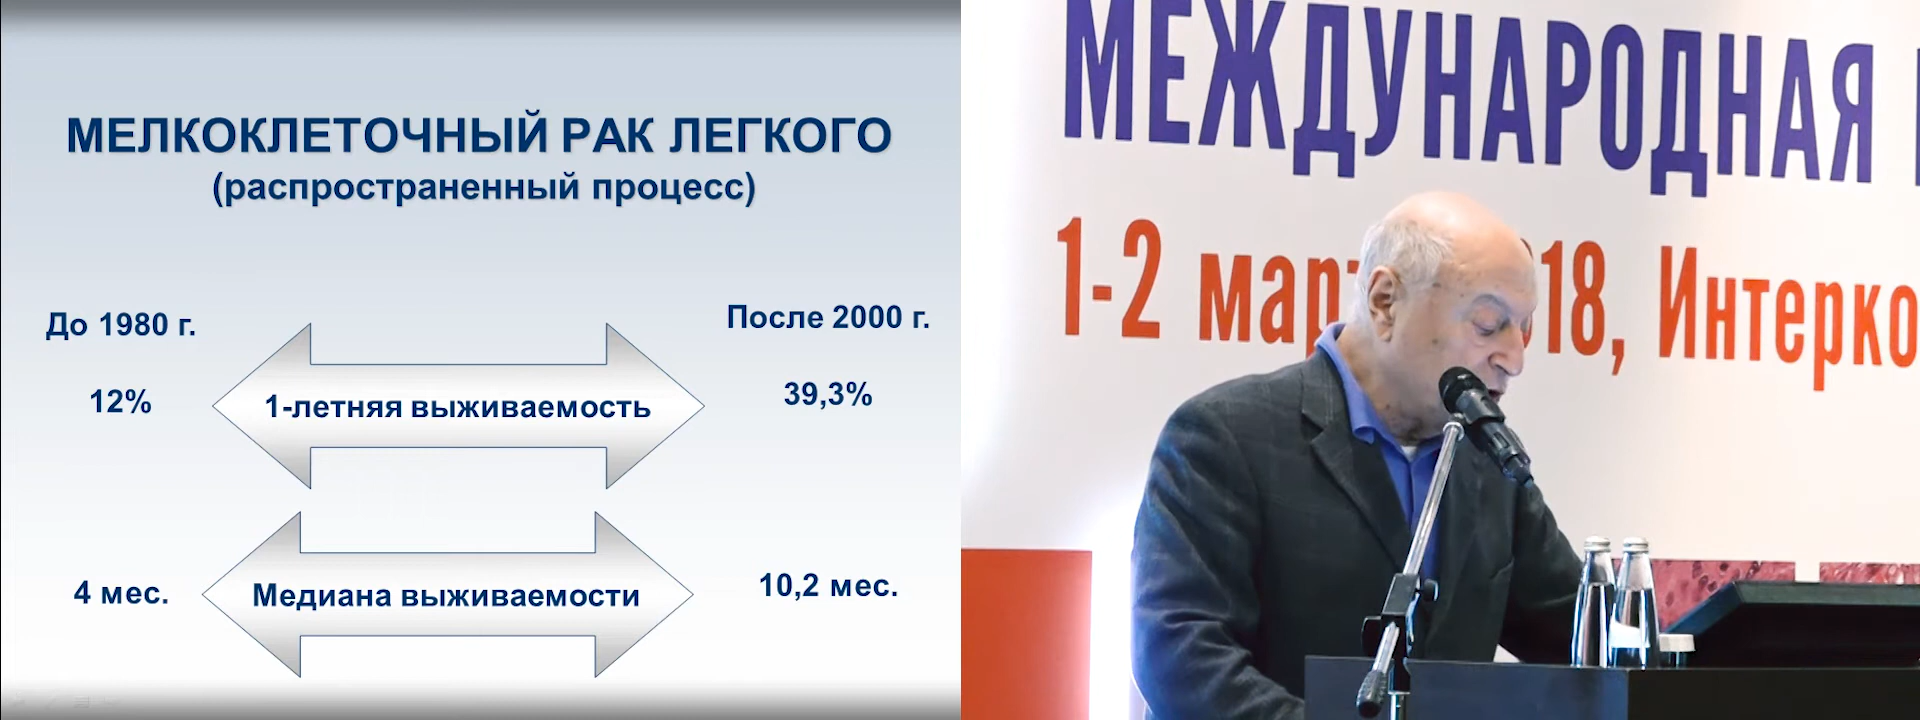 МЕЛКОКЛЕТОЧНЫЙ РАК ЛЕГКОГО
(распространенный процесс)
До 1980 г.
После 2000 г.
12%
1-летняя выживаемость
39,3%
4 мес.
Медиана выживаемости
10,2 мес.
МЕЖДУНАРОДНАЯ
1-2 мар 18, Интерко